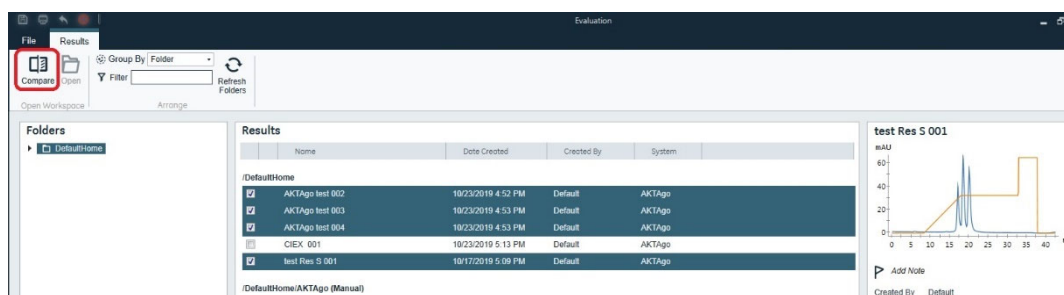 Evaluation
File Results
Compare
Open
Group By Folder
Filter
Refresh
Folders
Open Workspace
Arrange
Folders
DefaultHome
Results
Name Date Created Created By System
/DefaultHome
AKTAgo test 002 10/23/2019 4:52 PM Default AKTAgo
AKTAgo test 003 10/23/2019 4:53 PM Default AKTAgo
AKTAgo test 004 10/23/2019 4:53 PM Default AKTAgo
CIEX 001 10/23/2019 5:13 PM Default AKTAgo
test Res S 001 10/17/2019 5:09 PM Default AKTAgo
/DefaultHome/AKTAgo (Manual)
test Res S 001
mAU
60
40
20
0
0 5 10 15 20 25 30 35 40
Add Note
Created By Default